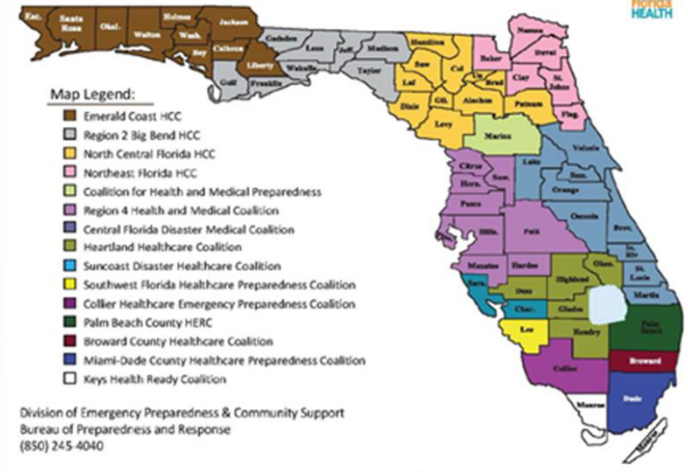 Florida
HEALTH
Esc.
Santa
Rosa
Okal.
Walton
Holmes
Wash.
Bay
Jackson
Calhoun
Liberty
Gulf
Gadsden
Franklin
Leon
Wakulla
Jeff.
Madison
Taylor
Hamilton
Suw
Col
Laf
Dixie
Gil.
Un
Brad
Alachua
Putnam
Levy
Baker
Nassau
Duval
Clay
St.
Johns
Flag.
Marion
Citrus
Hern.
Sum.
Pasco
Hills.
Polk
Manatee
Hardee
Lake
Volusia
Sem.
Orange
Osceola
Brev.
In.
Riv
St.
Lucie
Martin
Okee.
Highland
Glades
Hendry
Sara.
Char.
Lee
Collier
Palm
Beach
Broward
Dade
Monroe
Monroe
Map Legend:
Emerald Coast HCC
Region 2 Big Bend HCC
North Central Florida HCC
Northeast Florida HCC
Coalition for Health and Medical Preparedness
Region 4 Health and Medical Coalition
Central Florida Disaster Medical Coalition
Heartland Healthcare Coalition
Suncoast Disaster Healthcare Coalition
Southwest Florida Healthcare Preparedness Coalition
Collier Healthcare Emergency Preparedness Coalition
Palm Beach County HERC
Broward County Healthcare Coalition
Miami-Dade County Healthcare Preparedness Coalition
Keys Health Ready Coalition
Division of Emergency Preparedness & Community Support
Bureau of Preparedness and Response
(850) 245-4040